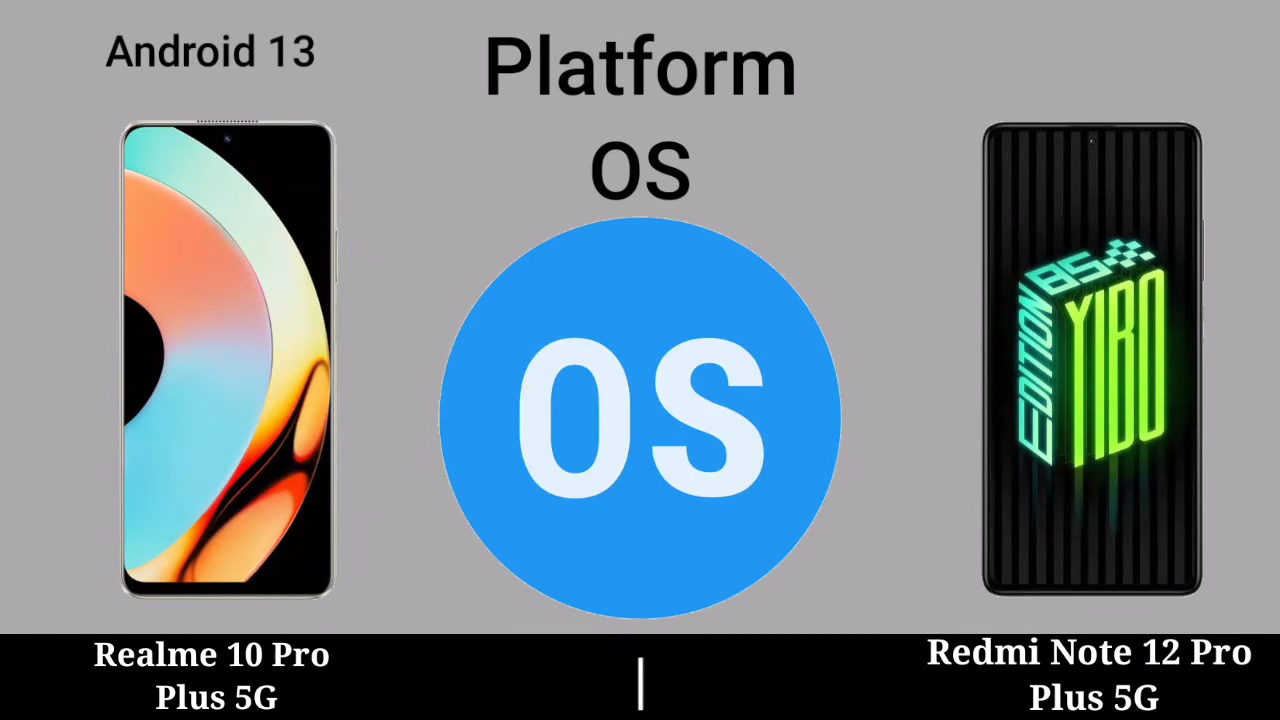 Android 13
Platform
OS
OS
EDITION 85
YIBO
Realme 10 Pro
Plus 5G
Redmi Note 12 Pro
Plus 5G